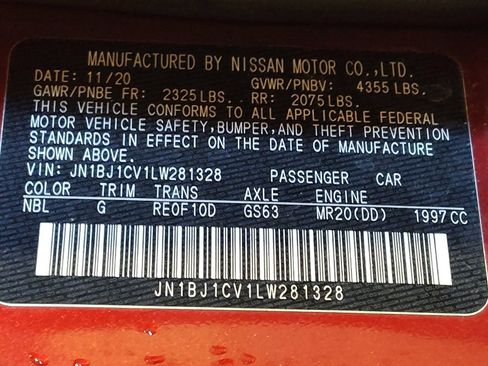 MANUFACTURED BY NISSAN MOTOR CO.,LTD.
DATE: 11/20 GVWR/PNBV: 4355 LBS.
GAWR/PNBE FR: 2325 LBS. RR: 2075 LBS.
THIS VEHICLE CONFORMS TO ALL APPLICABLE FEDERAL
MOTOR VEHICLE SAFETY,BUMPER,AND THEFT PREVENTION
STANDARDS IN EFFECT ON THE DATE OF MANUFACTURE
SHOWN ABOVE.
VIN: JN1BJ1CV1LW281328 PASSENGER CAR
COLOR TRIM TRANS AXLE ENGINE
NBL G RE0F10D GS63 MR20(DD) 1997 CC
JN1BJ1CV1LW281328